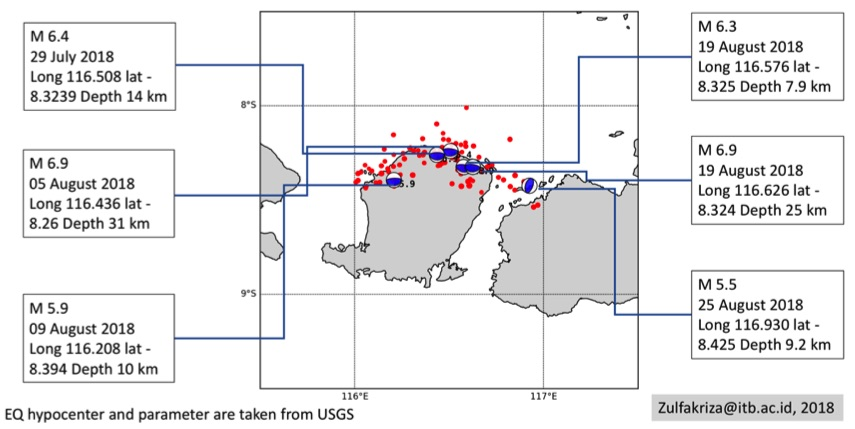 M 6.4
29 July 2018
Long 116.508 lat -
8.3239 Depth 14 km
M 6.9
05 August 2018
Long 116.436 lat -
8.26 Depth 31 km
M 5.9
09 August 2018
Long 116.208 lat -
8.394 Depth 10 km
8°S
9°S
116°E
117°E
5.9
M 6.3
19 August 2018
Long 116.576 lat -
8.325 Depth 7.9 km
M 6.9
19 August 2018
Long 116.626 lat -
8.324 Depth 25 km
M 5.5
25 August 2018
Long 116.930 lat -
8.425 Depth 9.2 km
EQ hypocenter and parameter are taken from USGS
Zulfakriza@itb.ac.id, 2018